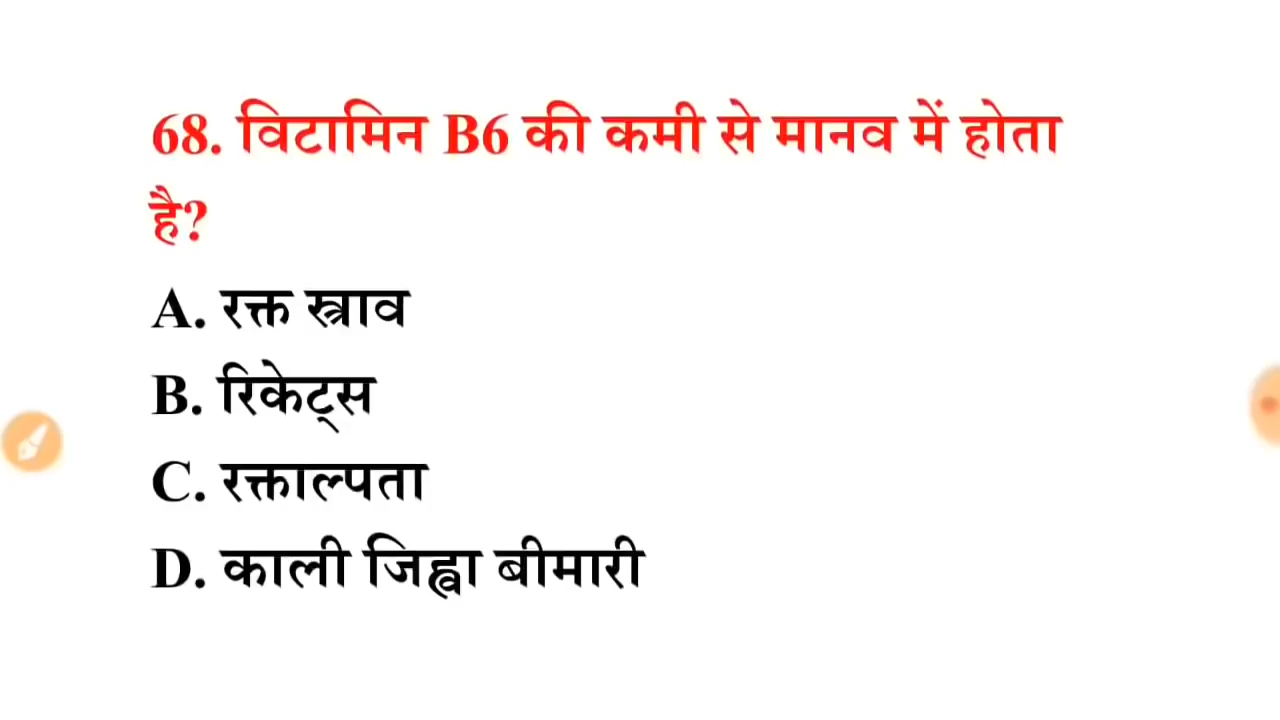 68. विटामिन B6 की कमी से मानव में होता
है?
A. रक्त स्त्राव
B. रिकेट्स
C. रक्ताल्पता
D. काली जिह्वा बीमारी